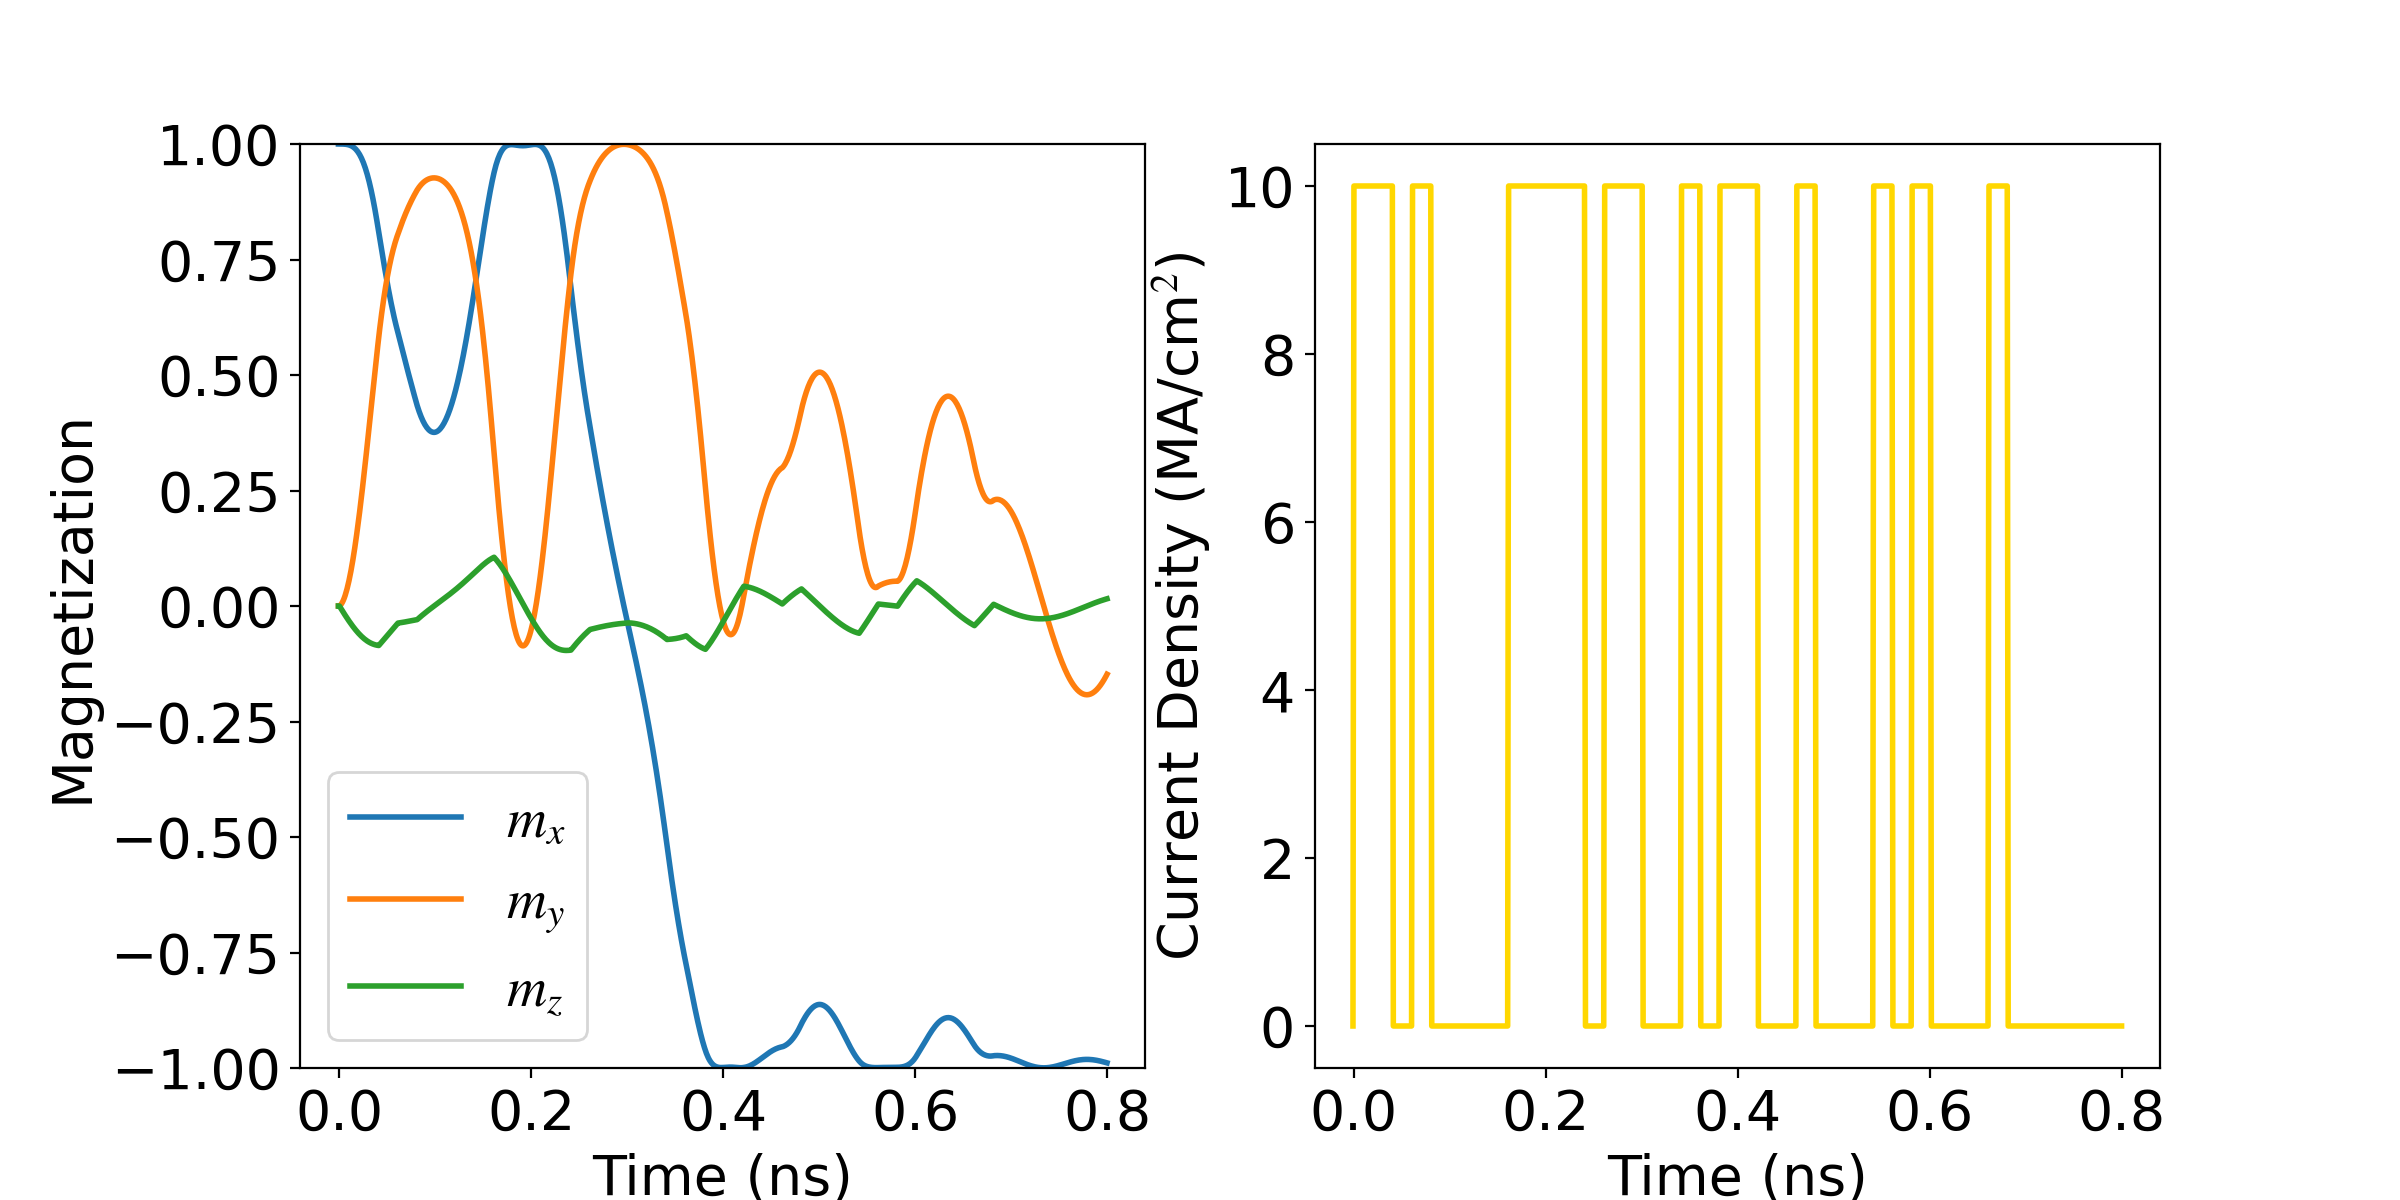 Magnetization
1.00
0.75
0.50
0.25
0.00
−0.25
−0.50
−0.75
−1.00
m_x
m_y
m_z
0.0 0.2 0.4 0.6 0.8
Time (ns)
Current Density (MA/cm²)
10
8
6
4
2
0
0.0 0.2 0.4 0.6 0.8
Time (ns)